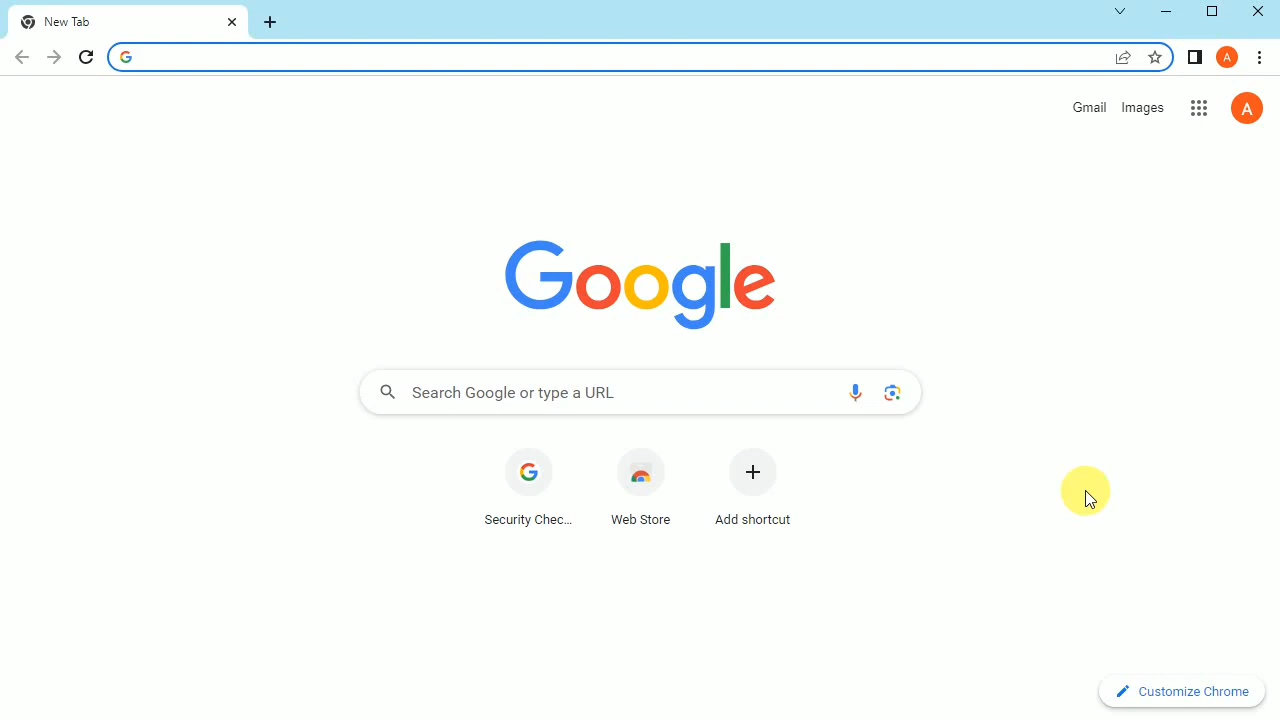 New Tab
A
Gmail
Images
A
Google
Search Google or type a URL
Security Chec...
Web Store
Add shortcut
Customize Chrome